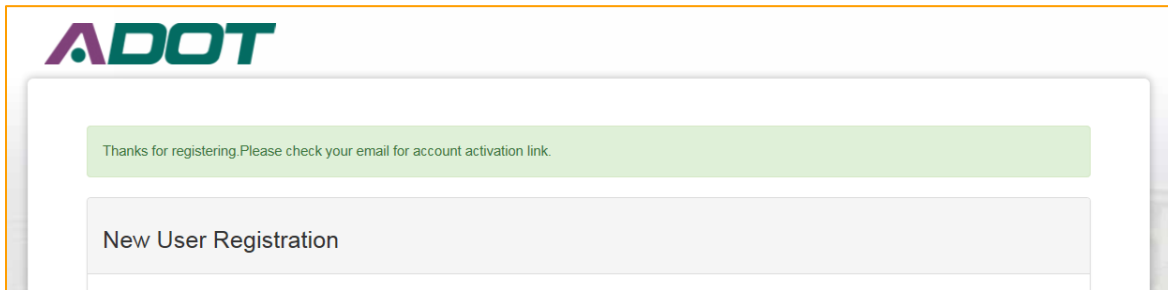 ADOT
Thanks for registering.Please check your email for account activation link.
New User Registration